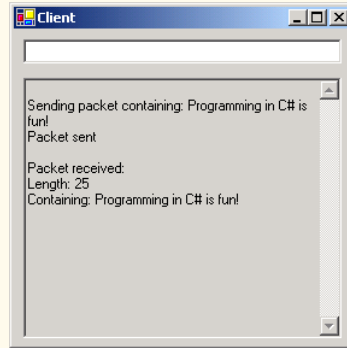 Client
Sending packet containing: Programming in C# is
fun!
Packet sent
Packet received:
Length: 25
Containing: Programming in C# is fun!